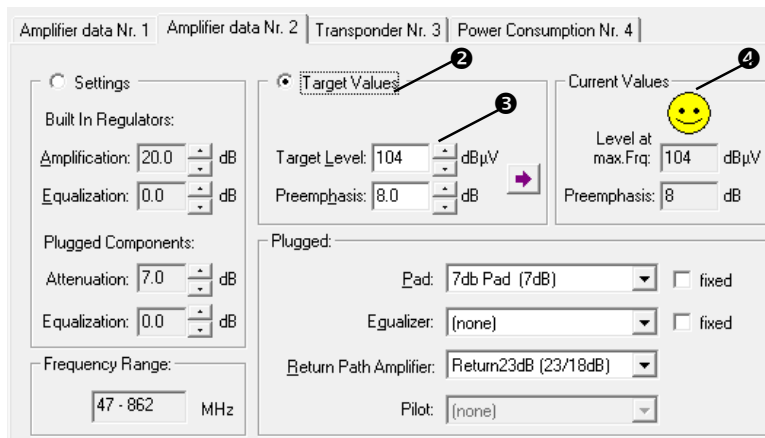 Amplifier data Nr. 1 Amplifier data Nr. 2 Transponder Nr. 3 Power Consumption Nr. 4
❷ ❹
Settings
Built In Regulators:
Amplification: 20.0 dB
Equalization: 0.0 dB
Plugged Components:
Attenuation: 7.0 dB
Equalization: 0.0 dB
Frequency Range:
47 - 862 MHz
Target Values
❸
Target Level: 104 dBµV
Preemphasis: 8.0 dB
Current Values
Level at
max.Frq: 104 dBµV
Preemphasis: 8 dB
Plugged:
Pad: 7db Pad (7dB) fixed
Equalizer: (none) fixed
Return Path Amplifier: Return23dB (23/18dB)
Pilot: (none)